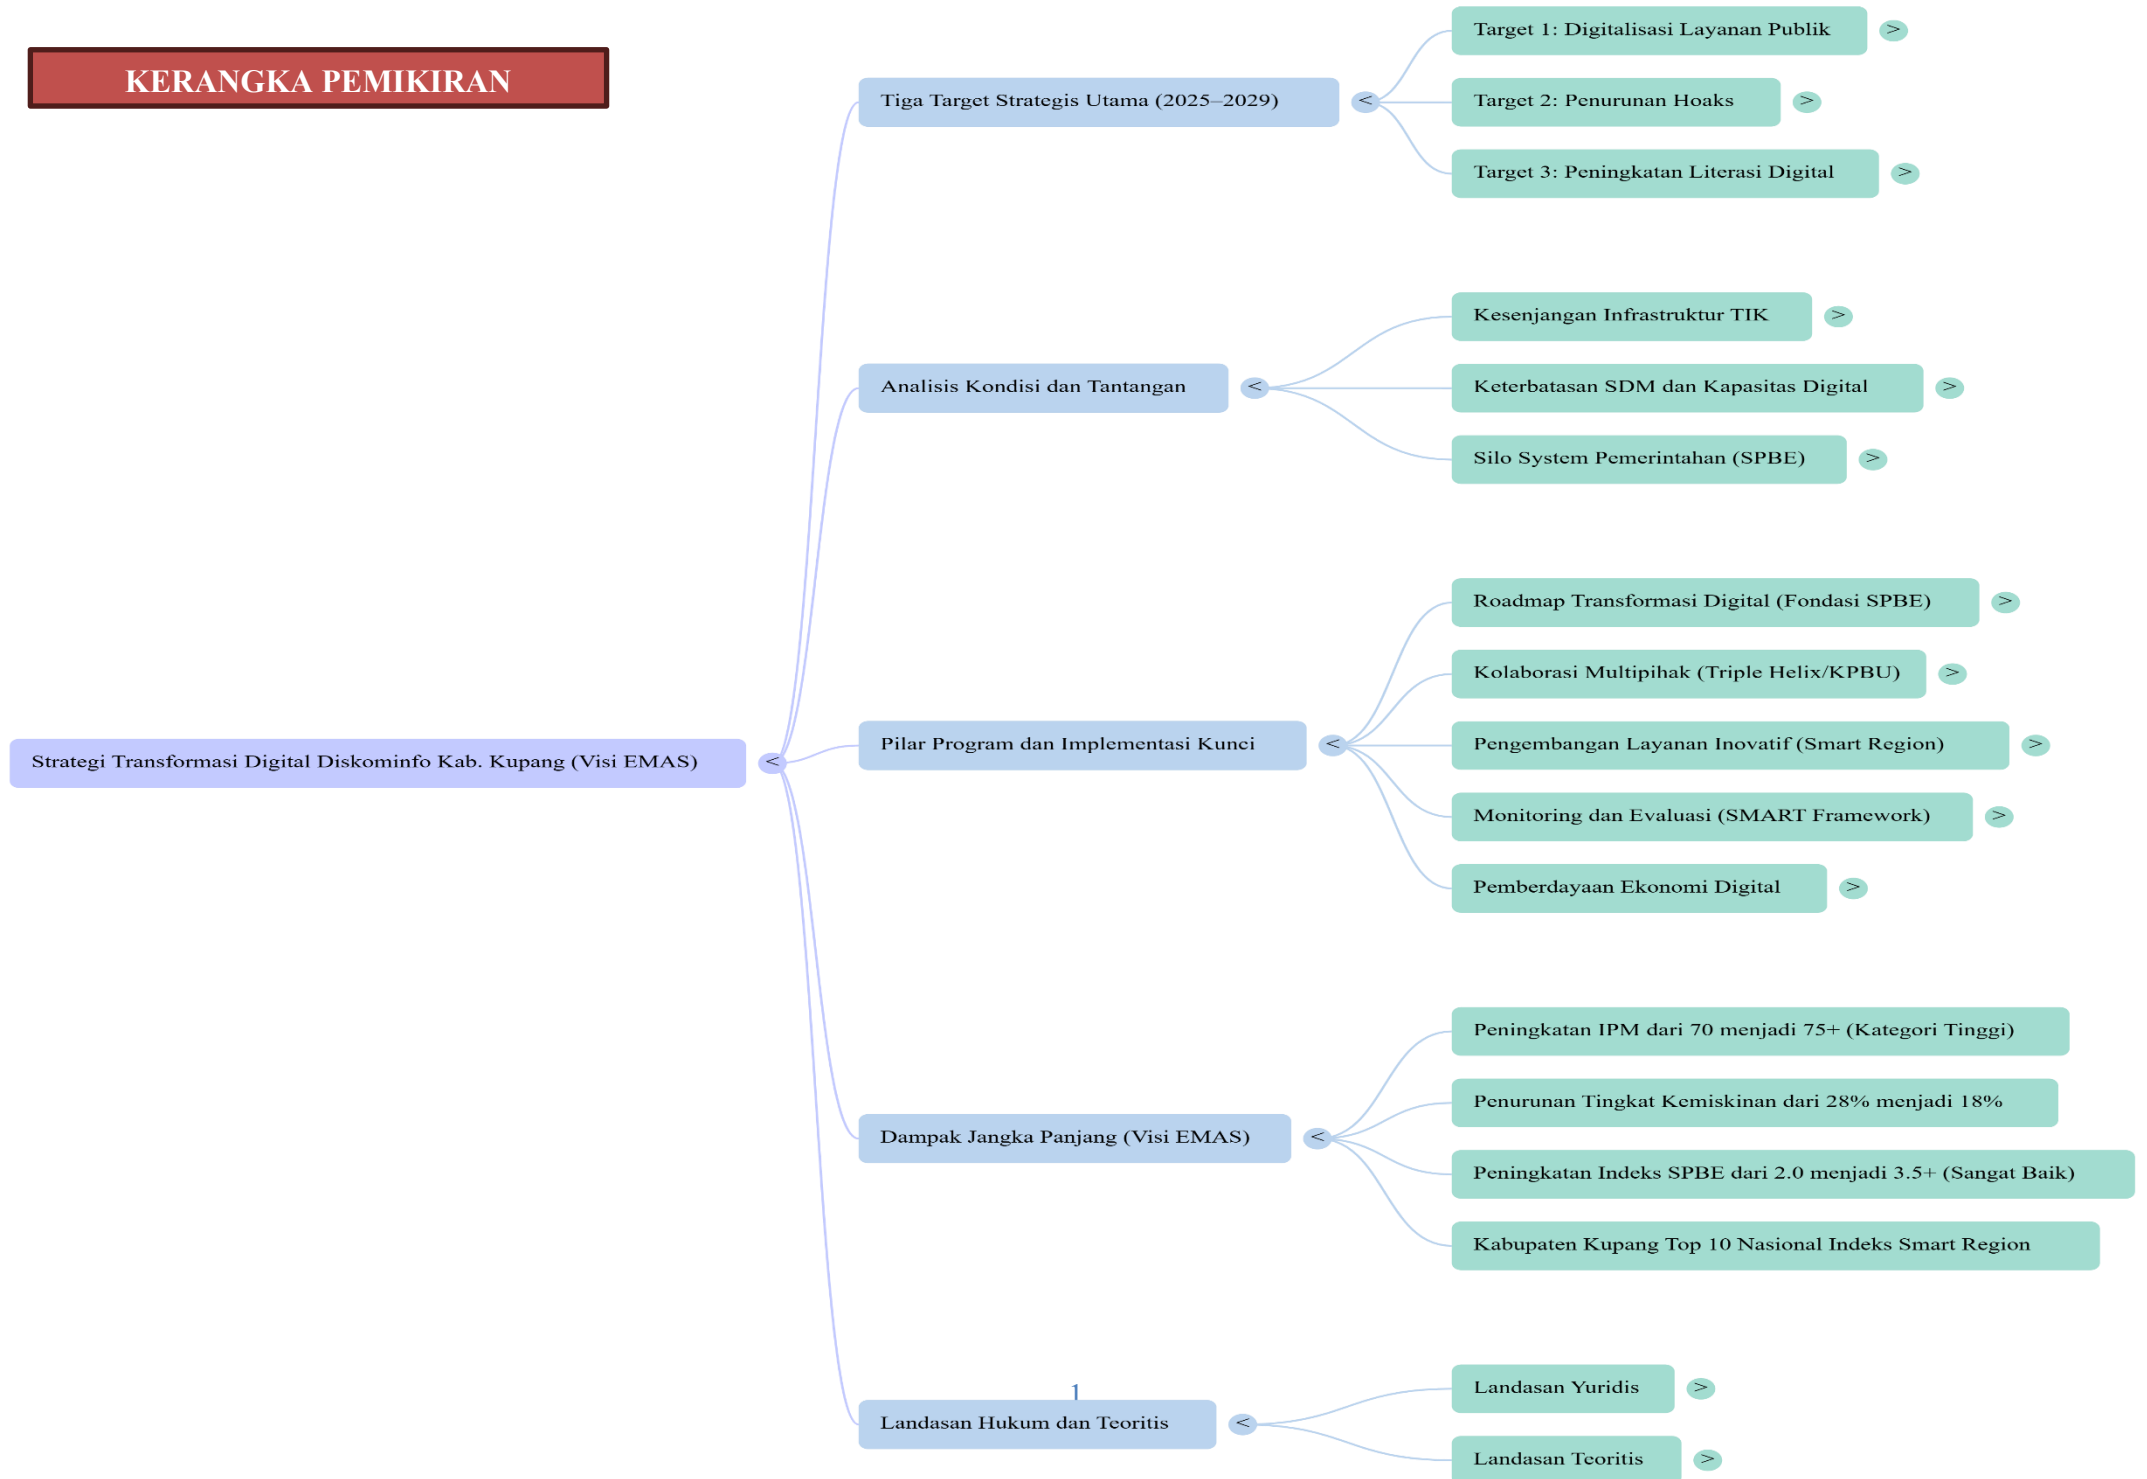 KERANGKA PEMIKIRAN
Strategi Transformasi Digital Diskominfo Kab. Kupang (Visi EMAS)
<
Tiga Target Strategis Utama (2025–2029)
<
Target 1: Digitalisasi Layanan Publik
>
Target 2: Penurunan Hoaks
>
Target 3: Peningkatan Literasi Digital
>
Analisis Kondisi dan Tantangan
<
Kesenjangan Infrastruktur TIK
>
Keterbatasan SDM dan Kapasitas Digital
>
Silo System Pemerintahan (SPBE)
>
Pilar Program dan Implementasi Kunci
<
Roadmap Transformasi Digital (Fondasi SPBE)
>
Kolaborasi Multipihak (Triple Helix/KPBU)
>
Pengembangan Layanan Inovatif (Smart Region)
>
Monitoring dan Evaluasi (SMART Framework)
>
Pemberdayaan Ekonomi Digital
>
Dampak Jangka Panjang (Visi EMAS)
<
Peningkatan IPM dari 70 menjadi 75+ (Kategori Tinggi)
Penurunan Tingkat Kemiskinan dari 28% menjadi 18%
Peningkatan Indeks SPBE dari 2.0 menjadi 3.5+ (Sangat Baik)
Kabupaten Kupang Top 10 Nasional Indeks Smart Region
1
Landasan Hukum dan Teoritis
<
Landasan Yuridis
>
Landasan Teoritis
>